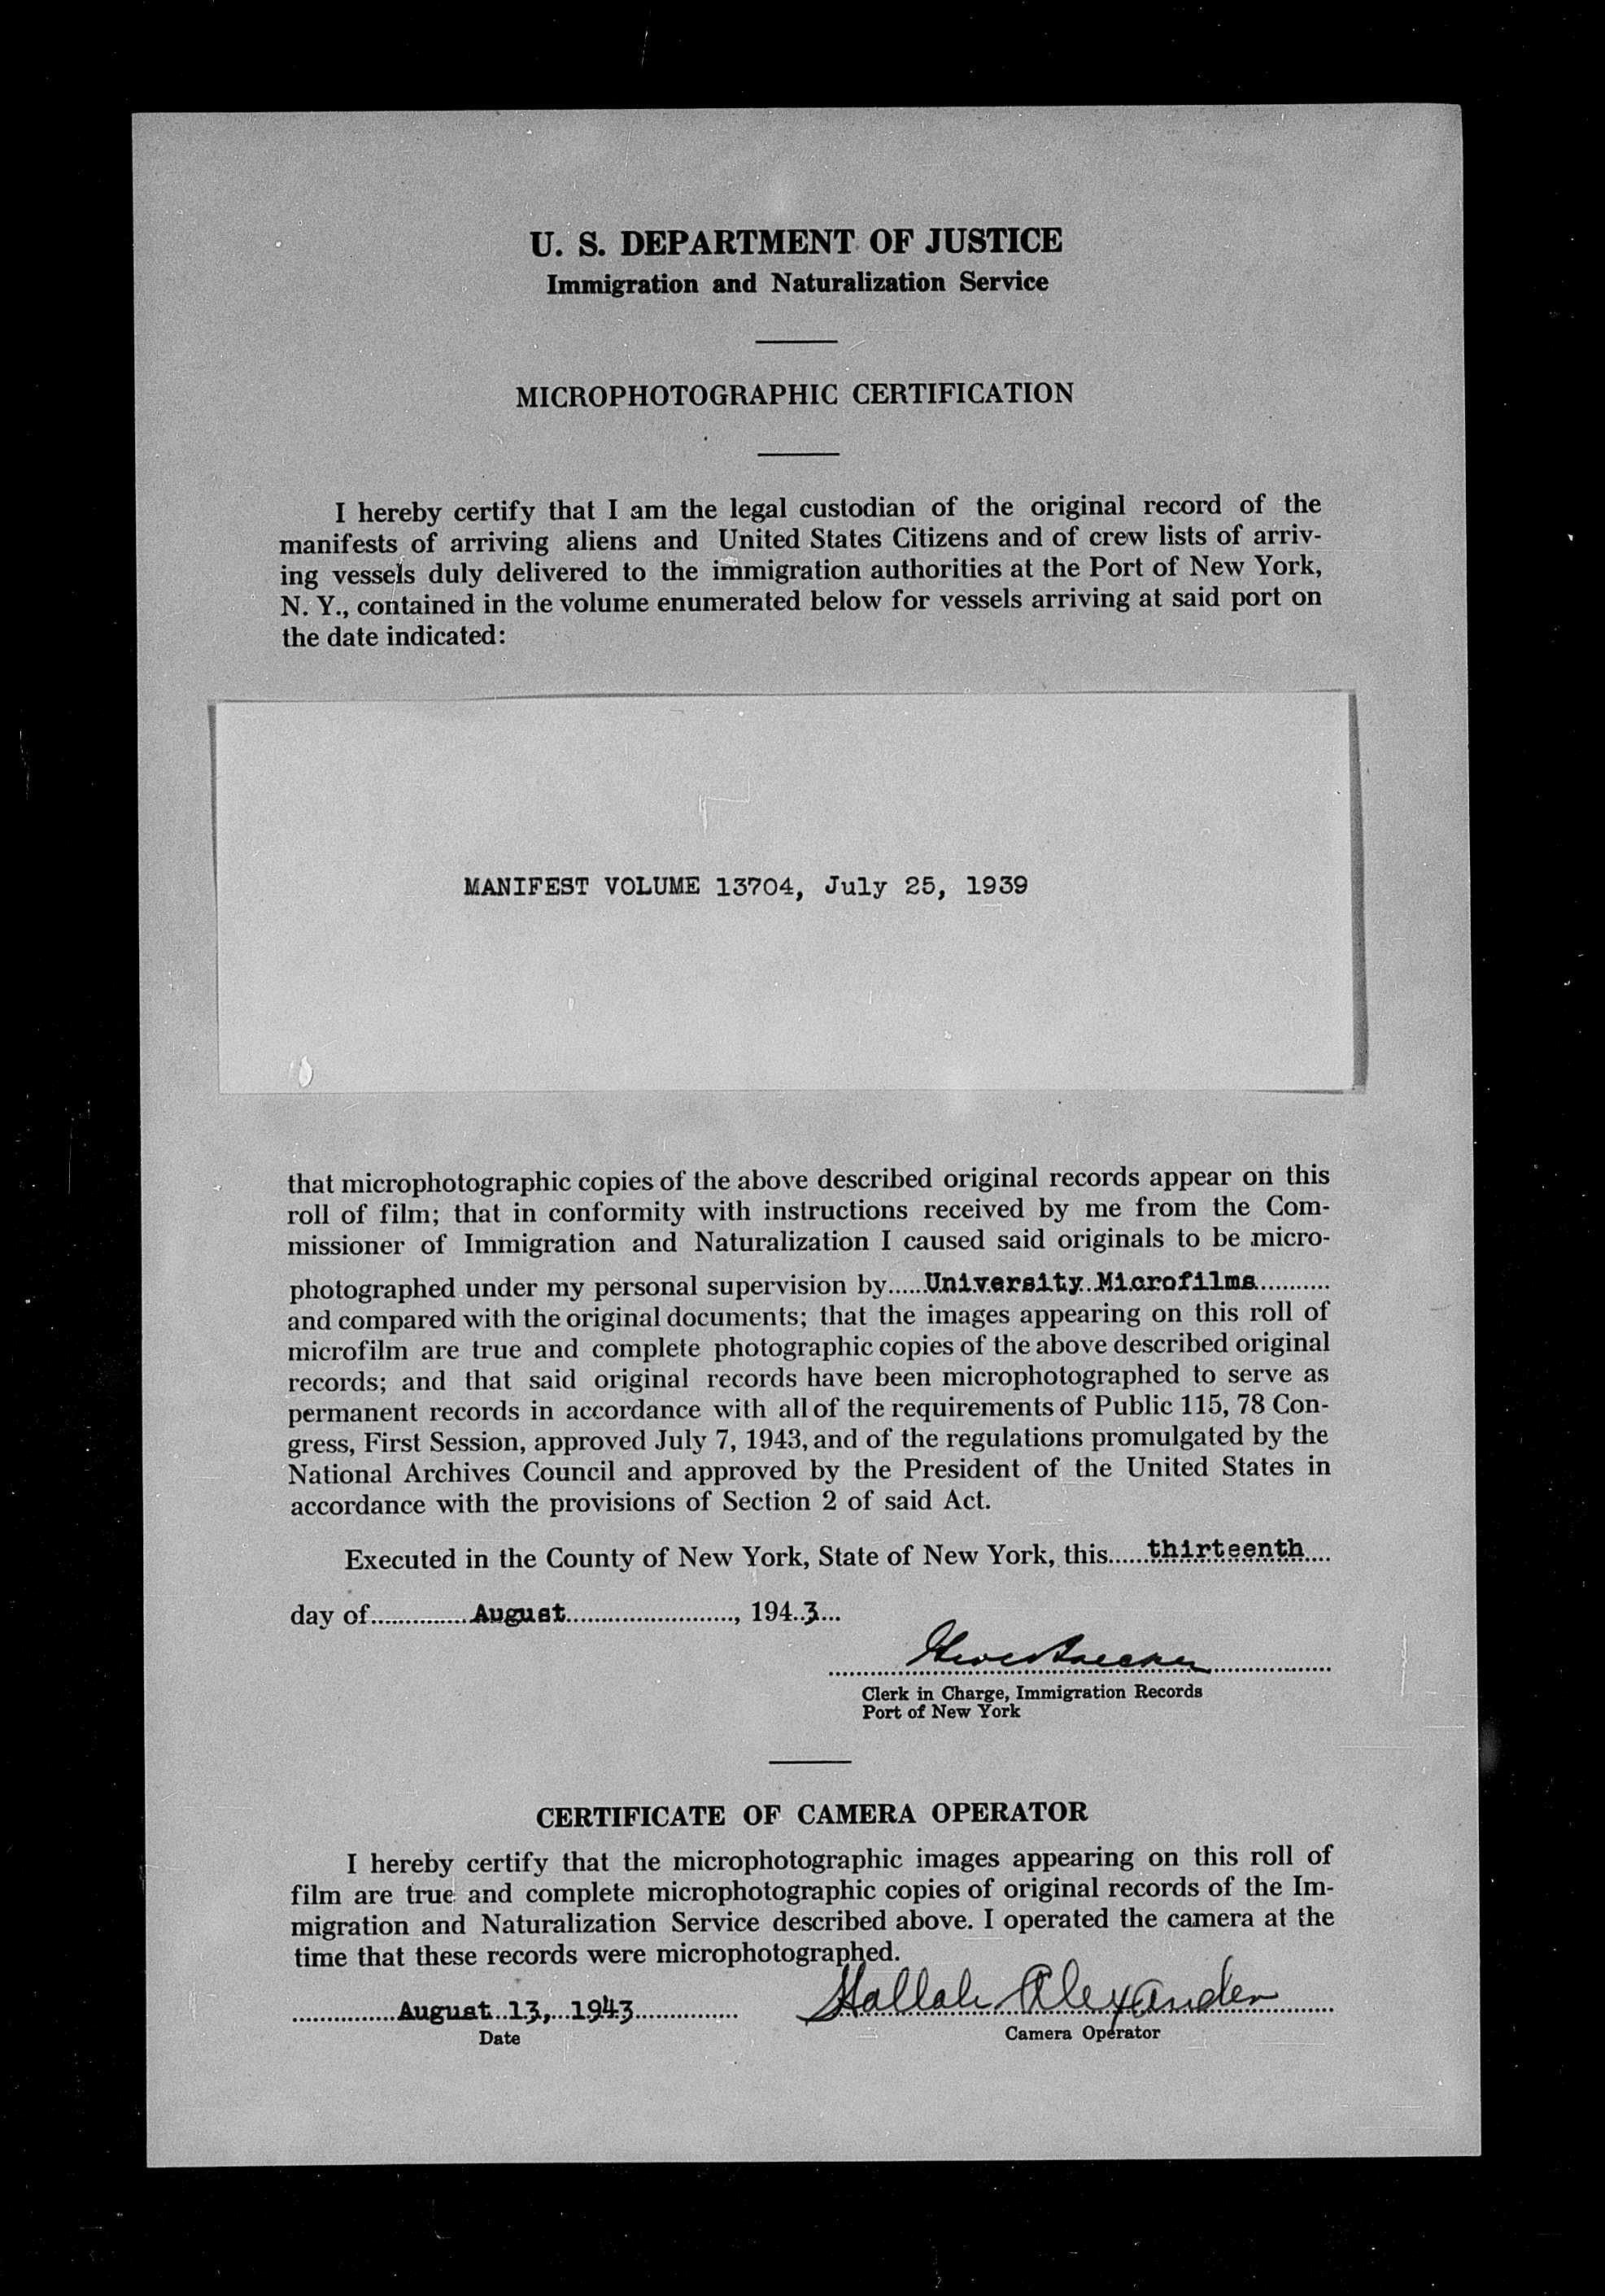 U. S. DEPARTMENT OF JUSTICE
Immigration and Naturalization Service
MICROPHOTOGRAPHIC CERTIFICATION
I hereby certify that I am the legal custodian of the original record of the
manifests of arriving aliens and United States Citizens and of crew lists of arriv-
ing vessels duly delivered to the immigration authorities at the Port of New York,
N. Y., contained in the volume enumerated below for vessels arriving at said port on
the date indicated:
MANIFEST VOLUME 13704, July 25, 1939
that microphotographic copies of the above described original records appear on this
roll of film; that in conformity with instructions received by me from the Com-
missioner of Immigration and Naturalization I caused said originals to be micro-
photographed under my personal supervision by University Microfilms
and compared with the original documents; that the images appearing on this roll of
microfilm are true and complete photographic copies of the above described original
records; and that said original records have been microphotographed to serve as
permanent records in accordance with all of the requirements of Public 115, 78 Con-
gress, First Session, approved July 7, 1943, and of the regulations promulgated by the
National Archives Council and approved by the President of the United States in
accordance with the provisions of Section 2 of said Act.
Executed in the County of New York, State of New York, this thirteenth
day of August, 1943
Clerk in Charge, Immigration Records
Port of New York
CERTIFICATE OF CAMERA OPERATOR
I hereby certify that the microphotographic images appearing on this roll of
film are true and complete microphotographic copies of original records of the Im-
migration and Naturalization Service described above. I operated the camera at the
time that these records were microphotographed.
August 13, 1943 Hallah Alexander
Date Camera Operator